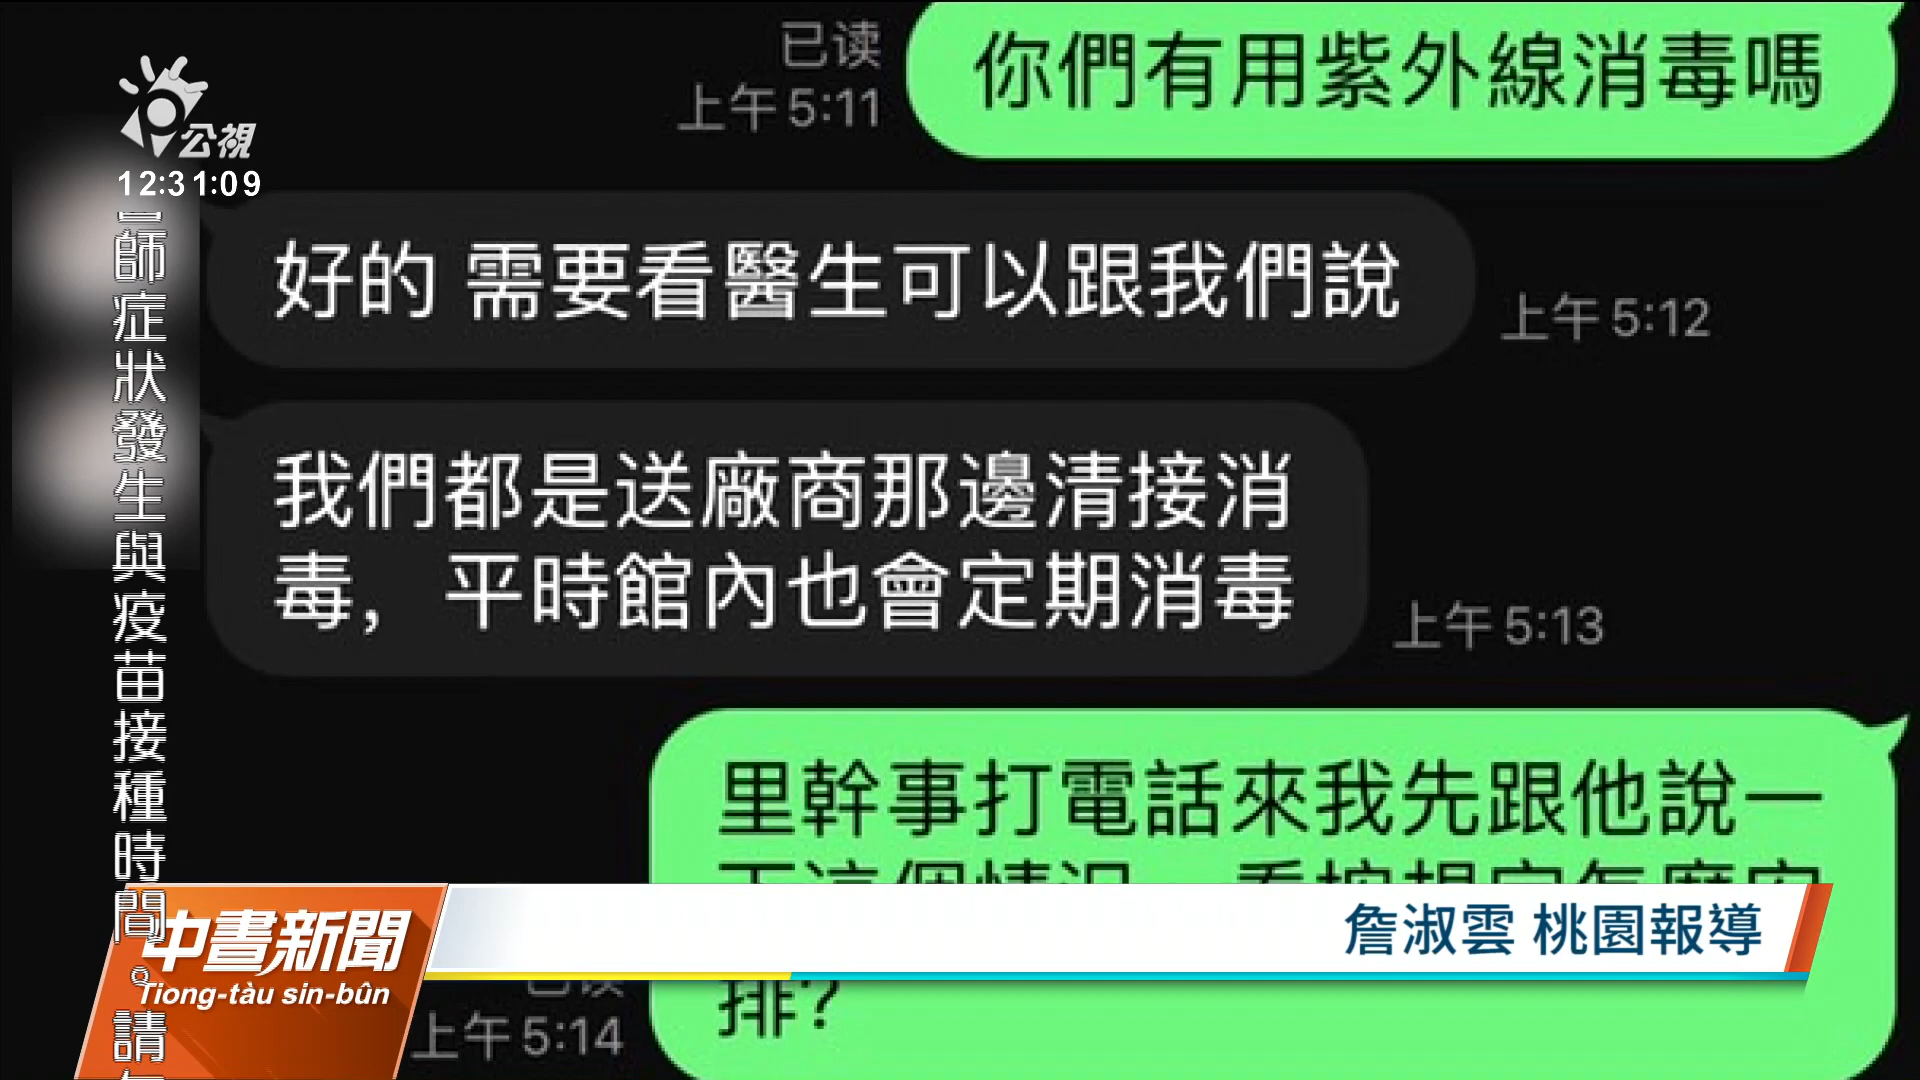 已读
上午 5:11
你們有用紫外線消毒嗎
公視
12:31:09
好的 需要看醫生可以跟我們說
上午 5:12
我們都是送廠商那邊清接消
毒，平時館內也會定期消毒
上午 5:13
師症狀發生與疫苗接種時間。請
里幹事打電話來我先跟他說一
排?
已读
上午 5:14
詹淑雲 桃園報導
中晝新聞
Tiong-tàu sin-bûn